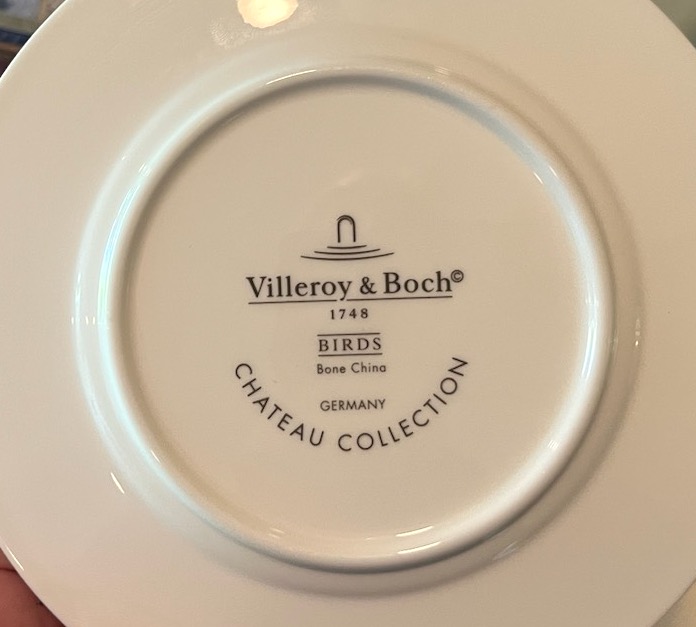 Villeroy & Boch©
1748
BIRDS
Bone China
GERMANY
CHATEAU COLLECTION